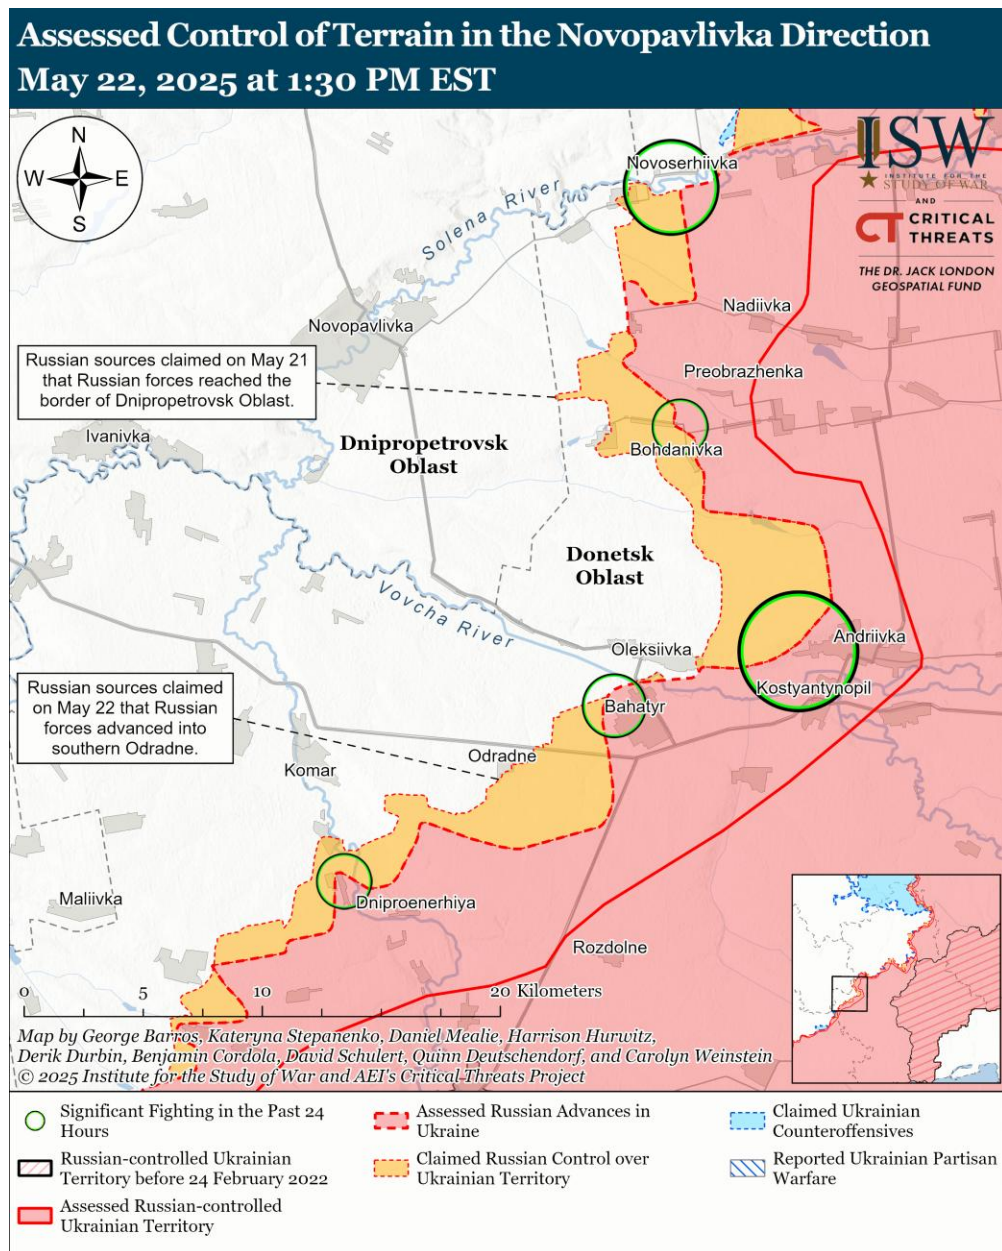 Assessed Control of Terrain in the Novopavlivka Direction
May 22, 2025 at 1:30 PM EST
N
W
E
S
ISW
INSTITUTE FOR THE
STUDY OF WAR
AND
CT CRITICAL
THREATS
THE DR. JACK LONDON
GEOSPATIAL FUND
Novoserhiivka
Solena River
Nadiivka
Novopavlivka
Preobrazhenka
Russian sources claimed on May 21
that Russian forces reached the
border of Dnipropetrovsk Oblast.
Ivanivka
Dnipropetrovsk
Oblast
Bohdanivka
Donetsk
Oblast
Vovcha River
Andriivka
Oleksiivka
Kostyantynopil
Russian sources claimed
on May 22 that Russian
forces advanced into
southern Odradne.
Bahatyr
Odradne
Komar
Maliivka
Dniproenerhiya
Rozdolne
0 5 10 20 Kilometers
Map by George Barros, Kateryna Stepanenko, Daniel Mealie, Harrison Hurwitz,
Derik Durbin, Benjamin Cordola, David Schulert, Quinn Deutschendorf, and Carolyn Weinstein
© 2025 Institute for the Study of War and AEI's Critical Threats Project
Significant Fighting in the Past 24
Hours
Russian-controlled Ukrainian
Territory before 24 February 2022
Assessed Russian-controlled
Ukrainian Territory
Assessed Russian Advances in
Ukraine
Claimed Russian Control over
Ukrainian Territory
Claimed Ukrainian
Counteroffensives
Reported Ukrainian Partisan
Warfare